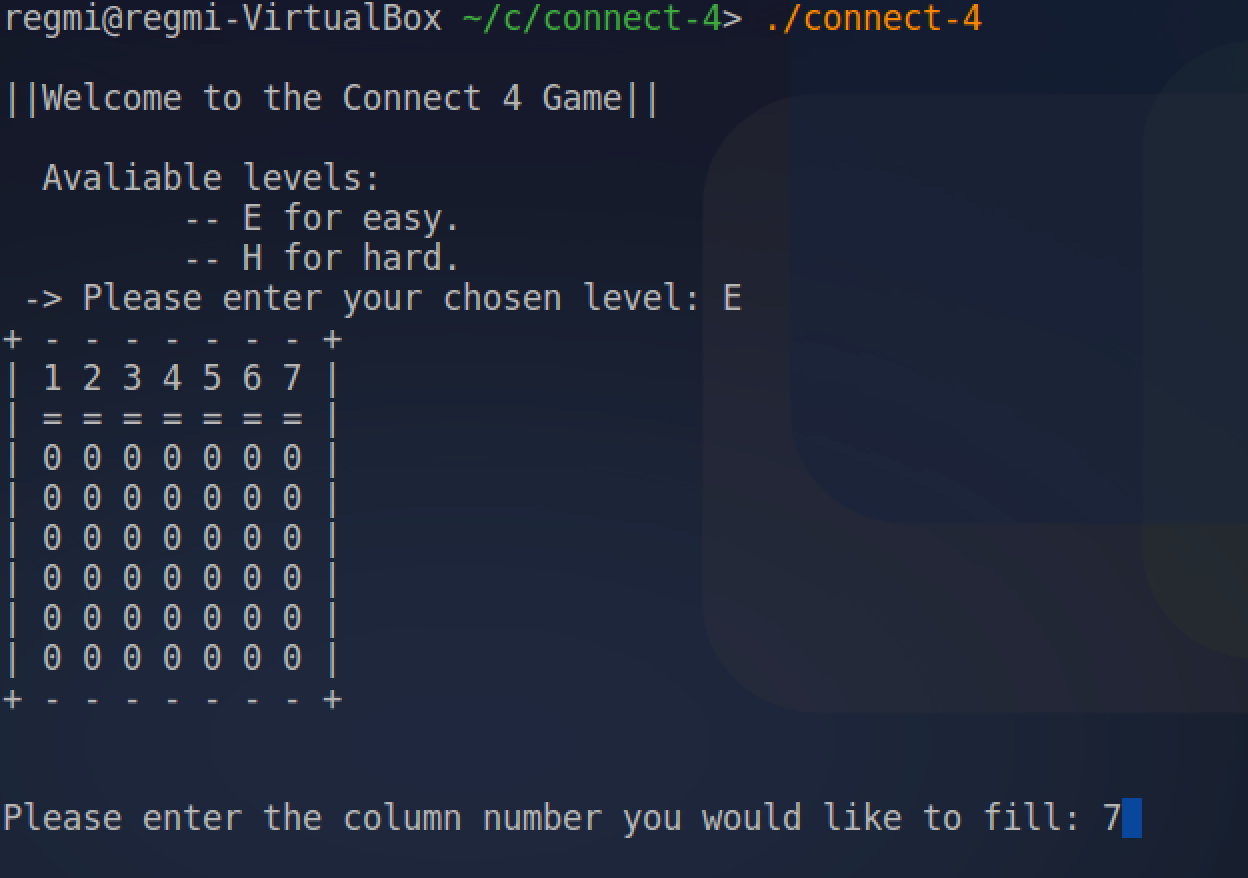 regmi@regmi-VirtualBox ~/c/connect-4> ./connect-4
||Welcome to the Connect 4 Game||
Avaliable levels:
-- E for easy.
-- H for hard.
-> Please enter your chosen level: E
+ - - - - - - - +
| 1 2 3 4 5 6 7 |
| = = = = = = = |
| 0 0 0 0 0 0 0 |
| 0 0 0 0 0 0 0 |
| 0 0 0 0 0 0 0 |
| 0 0 0 0 0 0 0 |
| 0 0 0 0 0 0 0 |
| 0 0 0 0 0 0 0 |
+ - - - - - - - +
Please enter the column number you would like to fill: 7